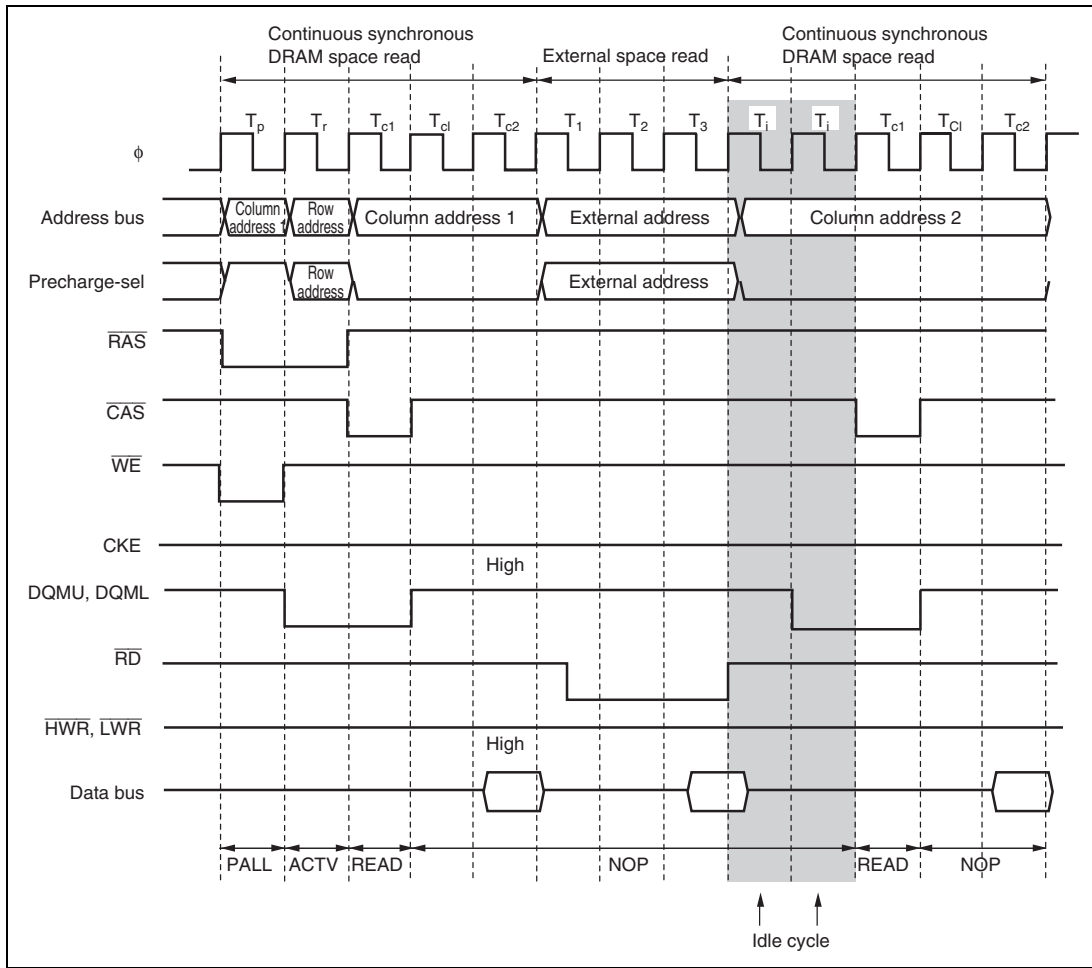 Continuous synchronous
DRAM space read
External space read
Continuous synchronous
DRAM space read
Tp Tr Tc1 Tcl Tc2 T1 T2 T3 Ti Ti Tc1 TCl Tc2
ϕ
Address bus
Column
address 1
Row
address
Column address 1
External address
Column address 2
Precharge-sel
Row
address
External address
RAS
CAS
WE
CKE
High
DQMU, DQML
RD
HWR, LWR
High
Data bus
PALL ACTV READ NOP READ NOP
Idle cycle